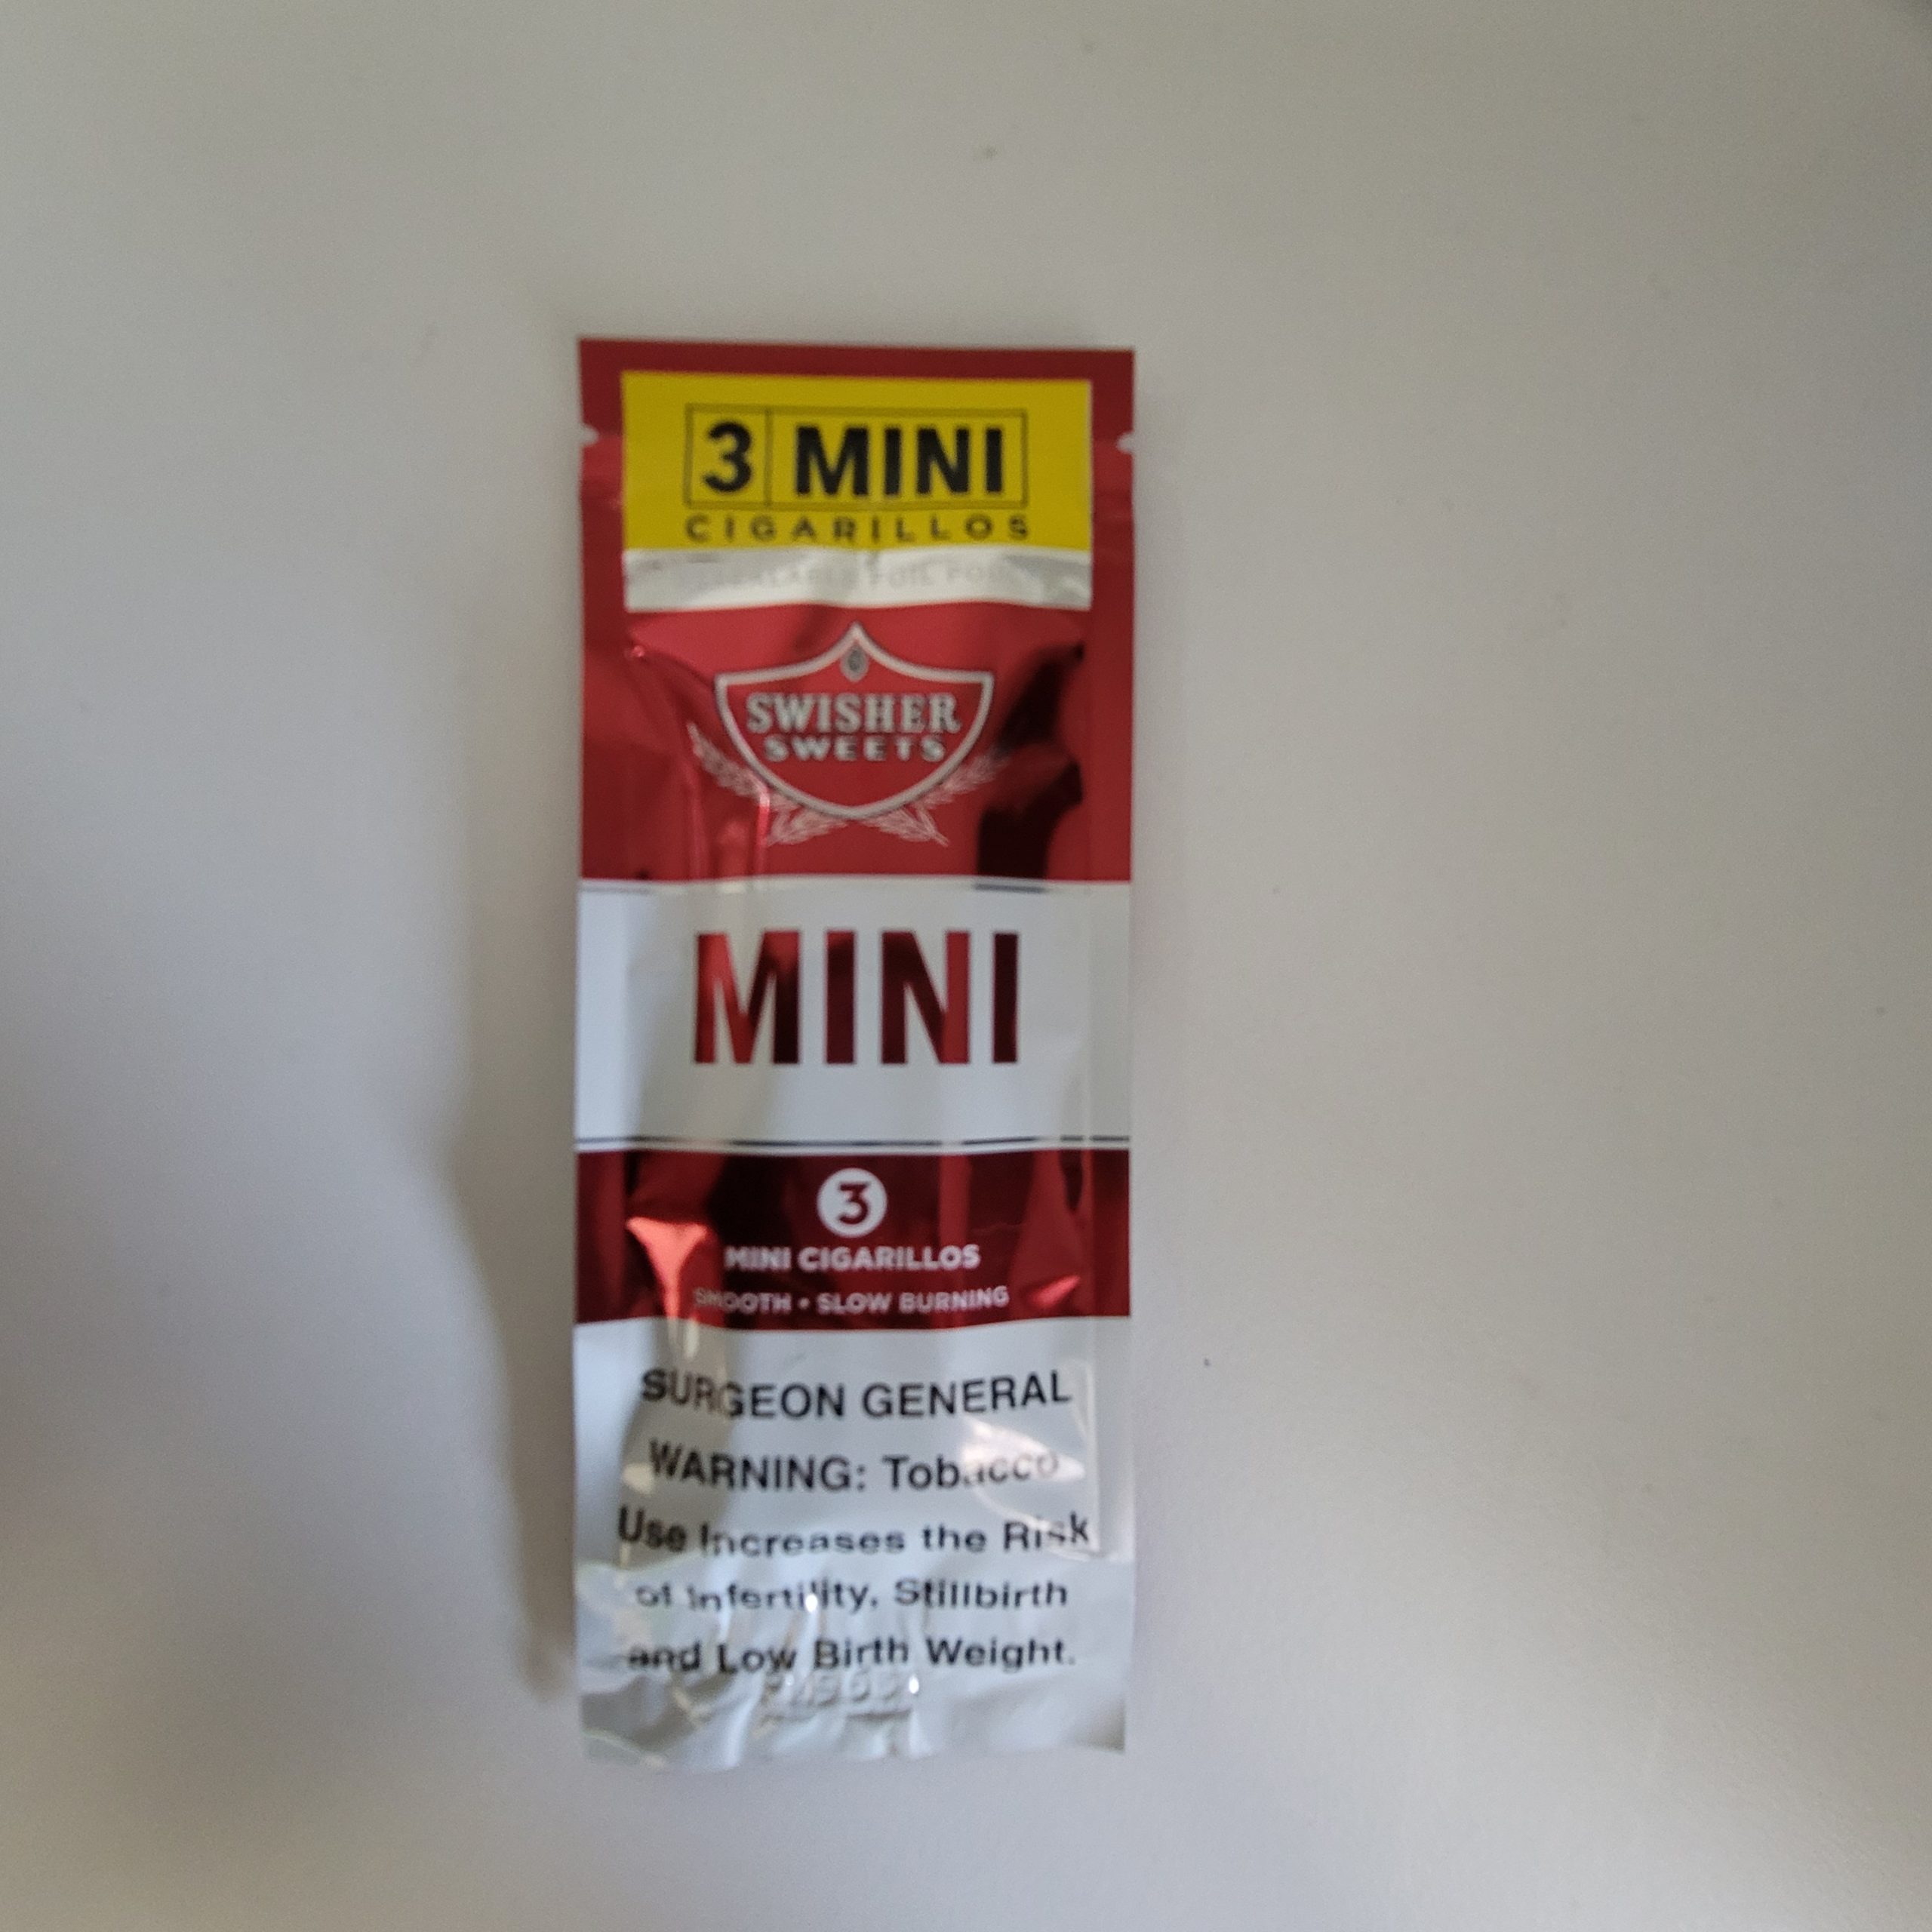 3 MINI
CIGARILLOS
FOIL
SWISHER
SWEETS
MINI
3
MINI CIGARILLOS
SMOOTH • SLOW BURNING
SURGEON GENERAL
WARNING: Tobacco
Use Increases the Risk
of Infertility, Stillbirth
and Low Birth Weight.